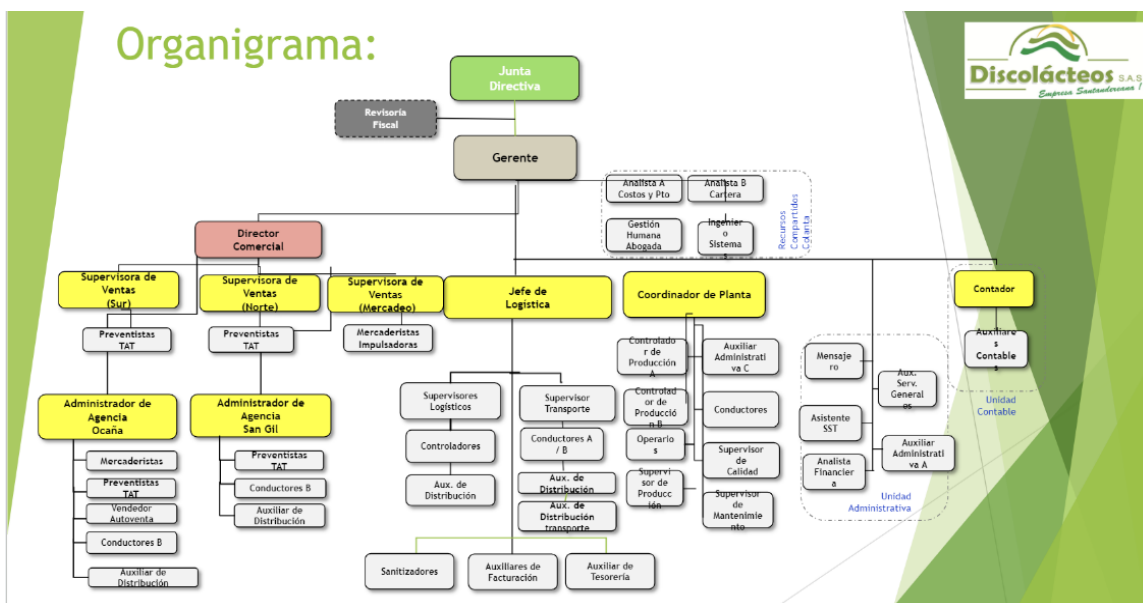 Organigrama:
Discolácteos S.A.S
Empresa Santandereana !
Junta
Directiva
Revisoría
Fiscal
Gerente
Analista A
Costos y Pto
Analista B
Cartera
Gestión
Humana
Abogada
Ingenier
o
Sistema
s
Recursos
Compartidos
Colanta
Director
Comercial
Supervisora de
Ventas
(Sur)
Supervisora de
Ventas
(Norte)
Supervisora de
Ventas
(Mercadeo)
Jefe de
Logística
Coordinador de Planta
Contador
Preventistas
TAT
Preventistas
TAT
Mercaderistas
Impulsadoras
Controlado
r de
Producción
A
Auxiliar
Administrati
va C
Mensaje
ro
Auxiliare
s
Contable
s
Aux.
Serv.
General
es
Unidad
Contable
Administrador de
Agencia
Ocaña
Administrador de
Agencia
San Gil
Supervisores
Logísticos
Supervisor
Transporte
Controlad
or de
Producció
n B
Conductores
Asistente
SST
Mercaderistas
Preventistas TAT
Vendedor
Autoventa
Conductores B
Auxiliar de
Distribución
Preventistas
TAT
Conductores B
Auxiliar de
Distribución
Controladores
Aux. de
Distribución
Conductores A
/ B
Aux. de
Distribución
Aux. de
Distribución
transporte
Operario
s
Supervisor
de
Calidad
Supervi
sor de
Producc
ión
Supervisor
de
Mantenimie
nto
Analista
Financier
a
Auxiliar
Administra
tiva A
Unidad
Administrativa
Sanitizadores
Auxiliares de
Facturación
Auxiliar de
Tesorería